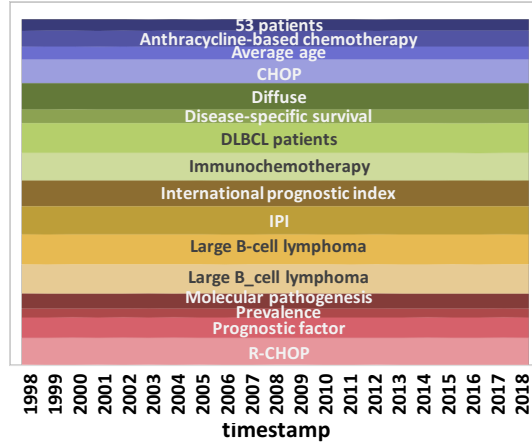 53 patients
Anthracycline-based chemotherapy
Average age
CHOP
Diffuse
Disease-specific survival
DLBCL patients
Immunochemotherapy
International prognostic index
IPI
Large B-cell lymphoma
Large B_cell lymphoma
Molecular pathogenesis
Prevalence
Prognostic factor
R-CHOP
1998 1999 2000 2001 2002 2003 2004 2005 2006 2007 2008 2009 2010 2011 2012 2013 2014 2015 2016 2017 2018
timestamp